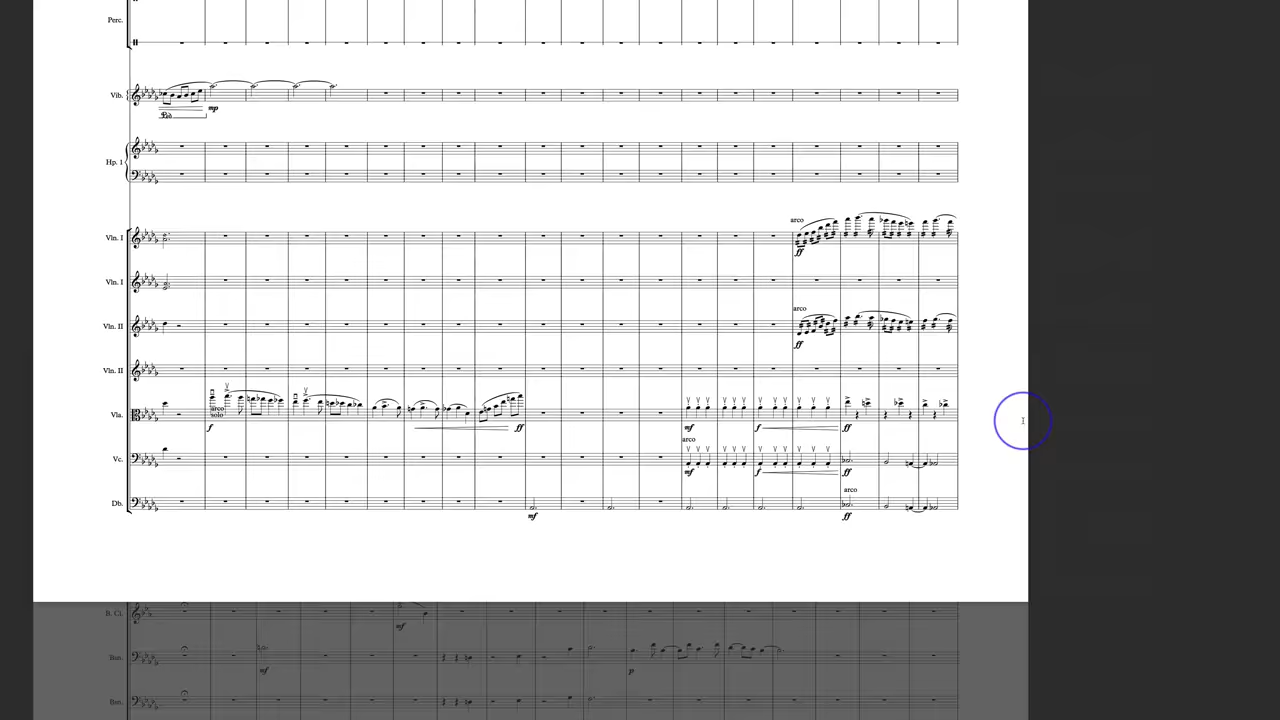 Perc.
Vib.
mp
Ped
Hp. 1
arco
Vln. I
ff
Vln. I
arco
Vln. II
ff
Vln. II
arco
solo
Vla.
f
ff
mf
f
ff
arco
Vc.
mf
f
ff
arco
Db.
mf
ff
B. Cl.
mf
Bsn.
mf
p
Bsn.